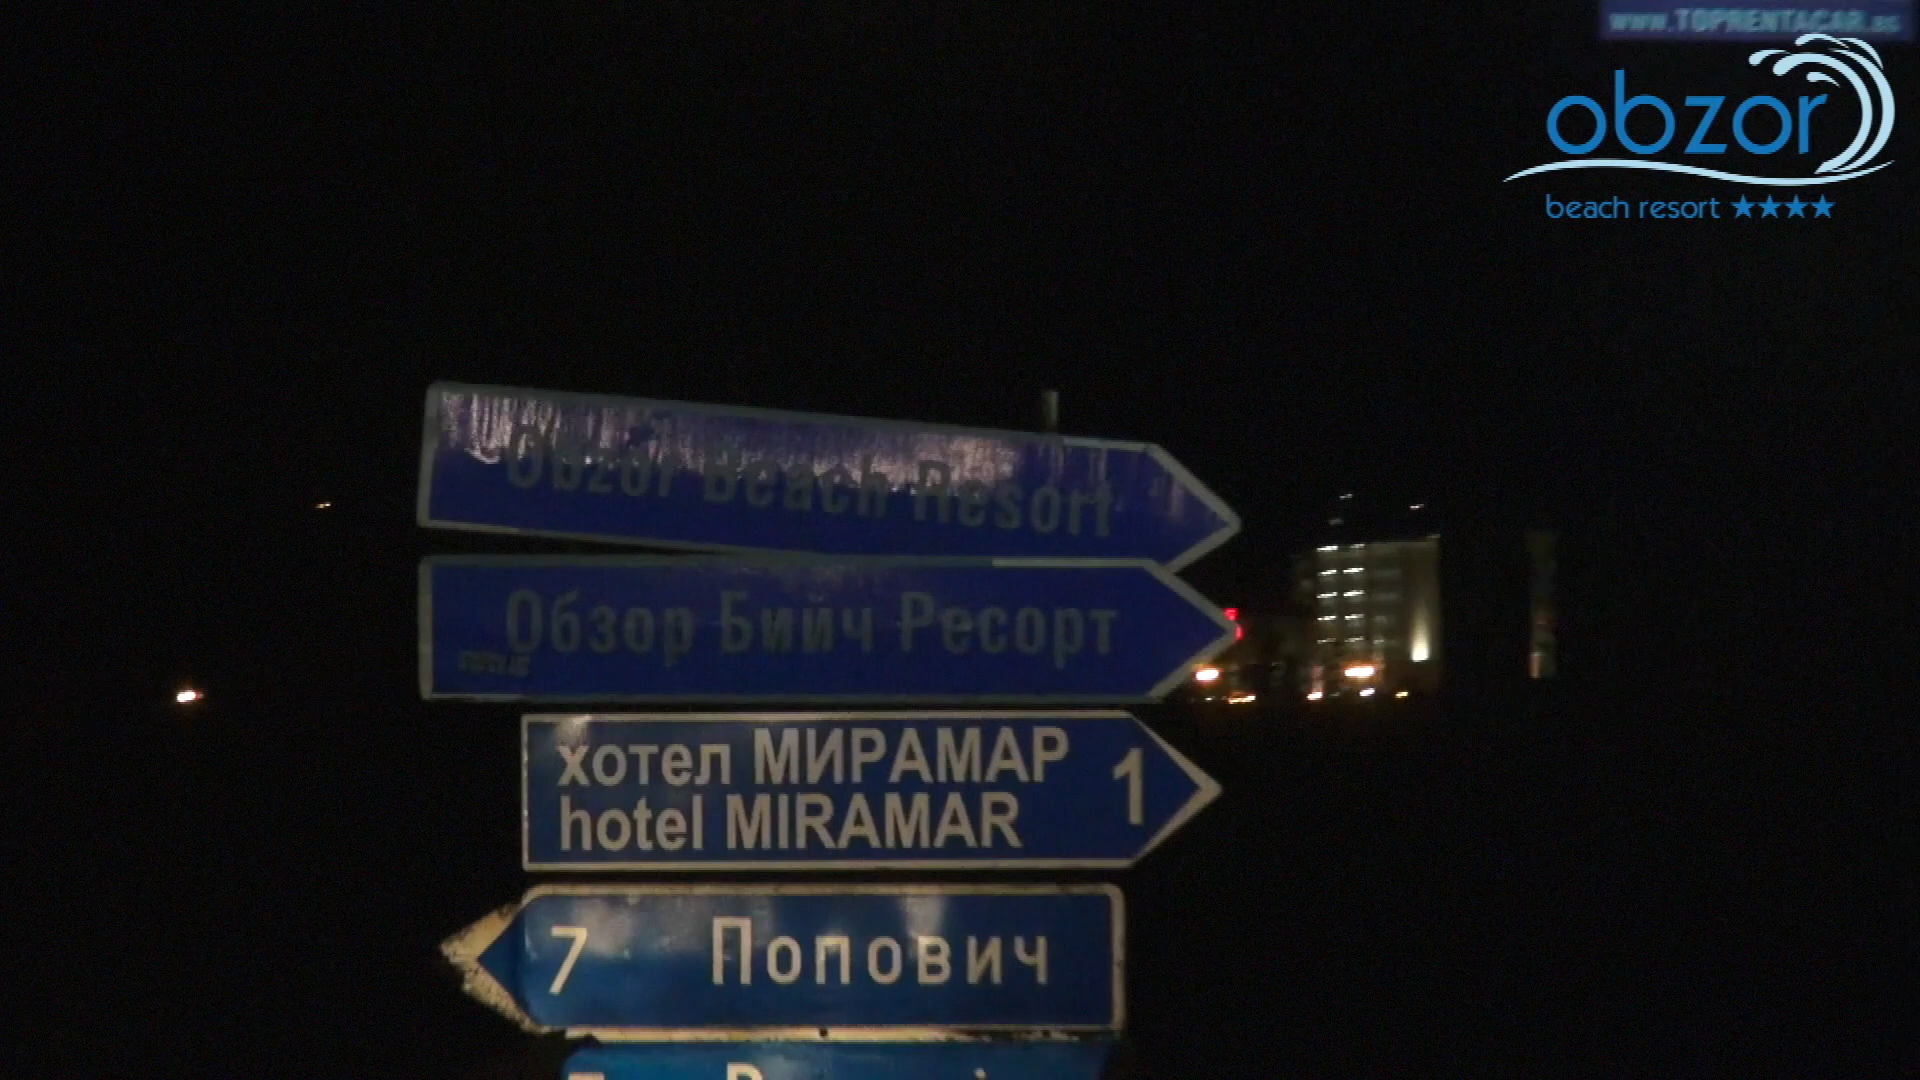 www.TOPRENTACAR.BG
obzor
beach resort ★★★★
Obzor Beach Resort
Обзор Бийч Ресорт
хотел МИРАМАР 1
hotel MIRAMAR
7 Попович